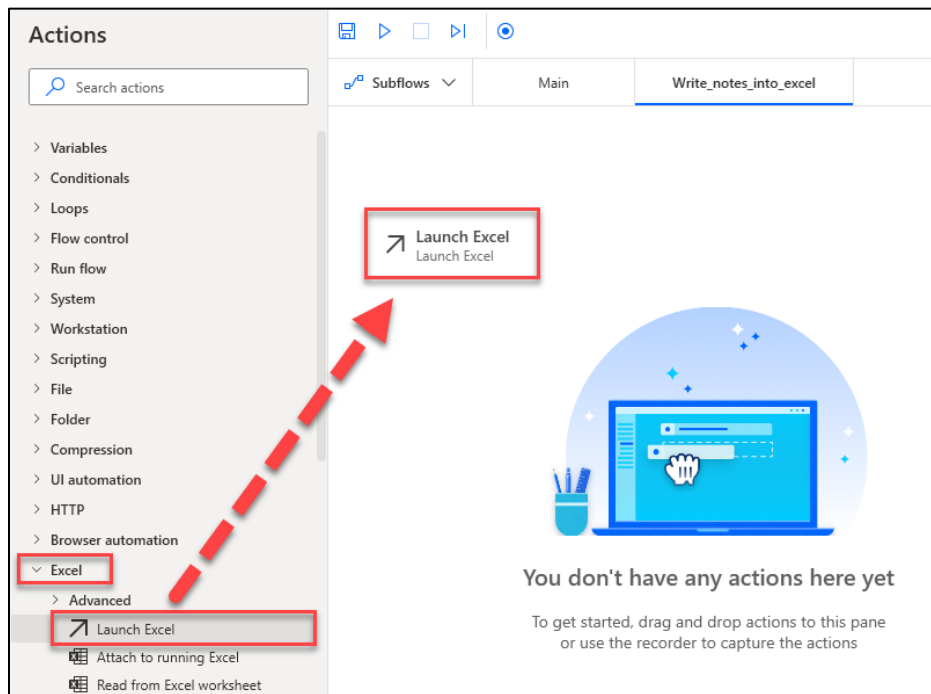 Actions
Search actions
Variables
Conditionals
Loops
Flow control
Run flow
System
Workstation
Scripting
File
Folder
Compression
UI automation
HTTP
Browser automation
Excel
Advanced
Launch Excel
Attach to running Excel
Read from Excel worksheet
Subflows
Main
Write_notes_into_excel
Launch Excel
Launch Excel
You don't have any actions here yet
To get started, drag and drop actions to this pane
or use the recorder to capture the actions